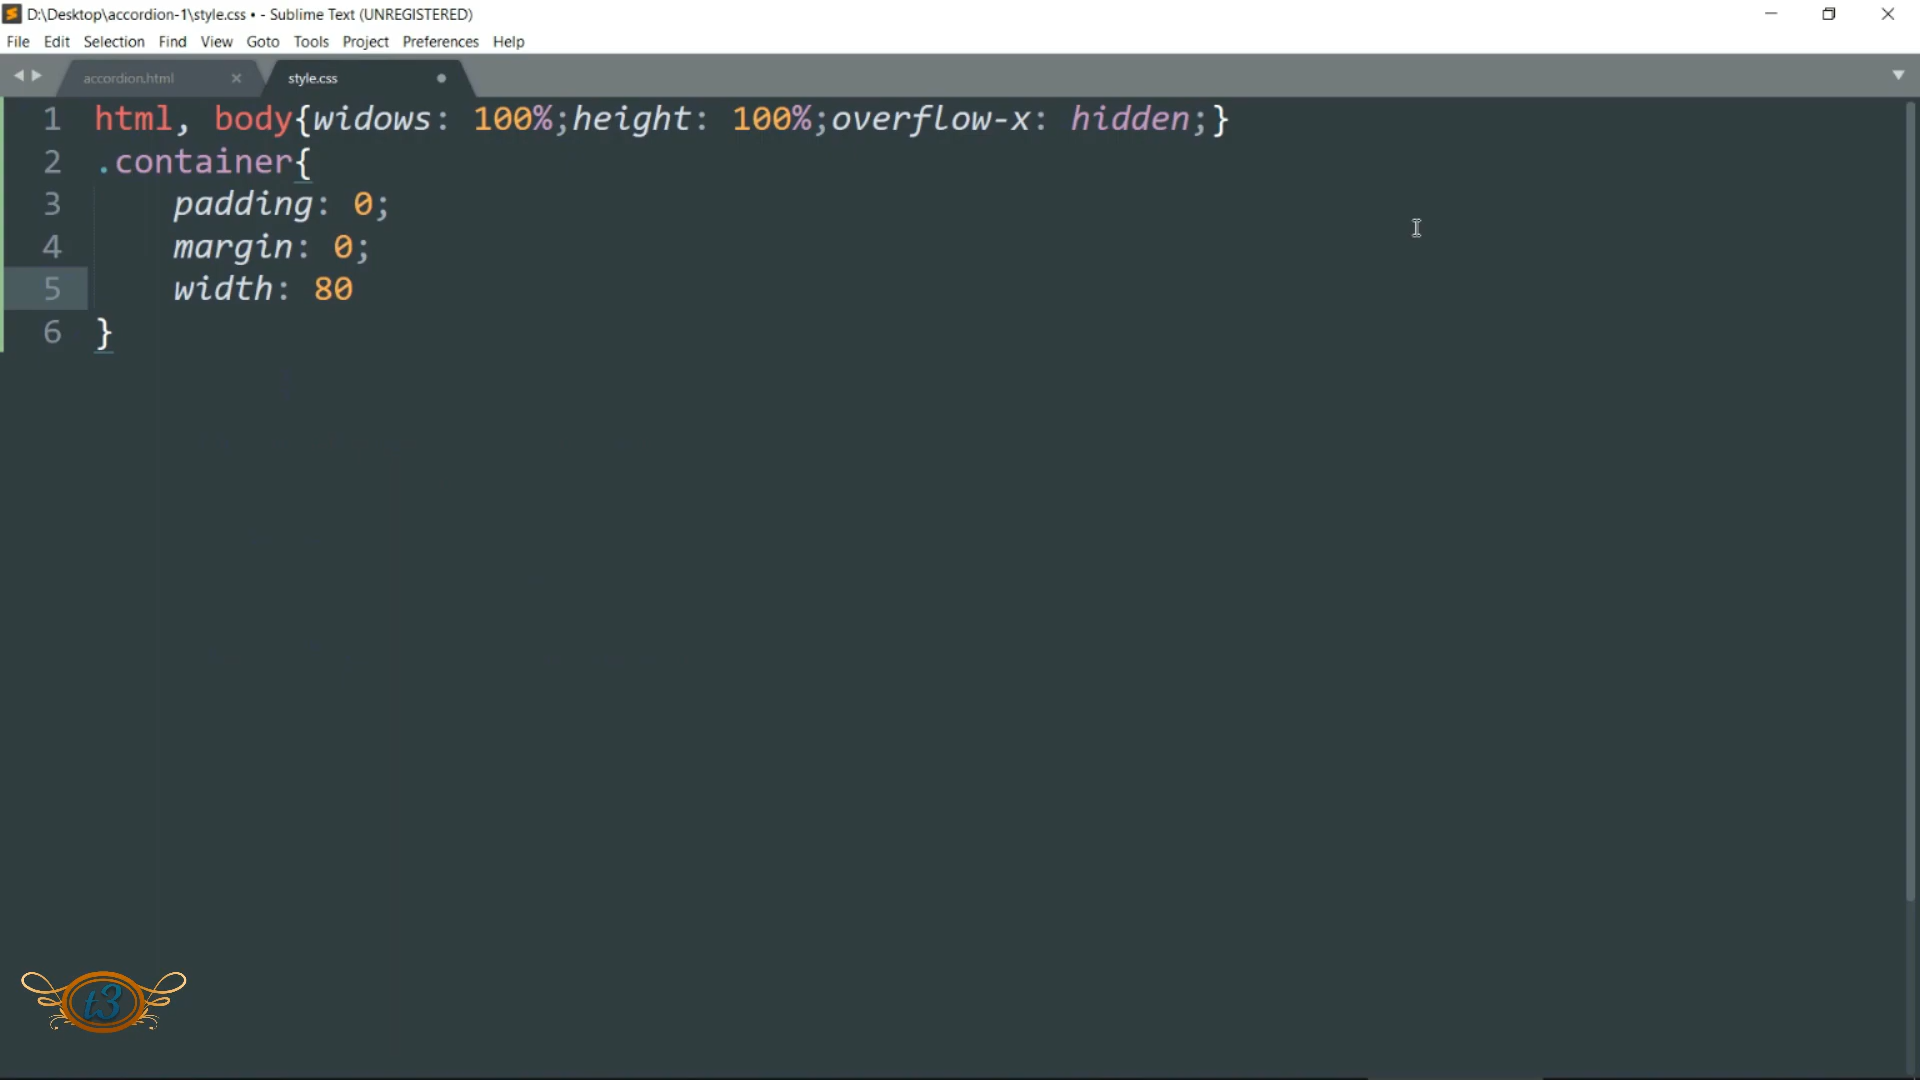 D:\Desktop\accordion-1\style.css • - Sublime Text (UNREGISTERED)
File Edit Selection Find View Goto Tools Project Preferences Help
accordion.html style.css
1 html, body{widows: 100%;height: 100%;overflow-x: hidden;}
2 .container{
3 padding: 0;
4 margin: 0;
5 width: 80
6 }
t3